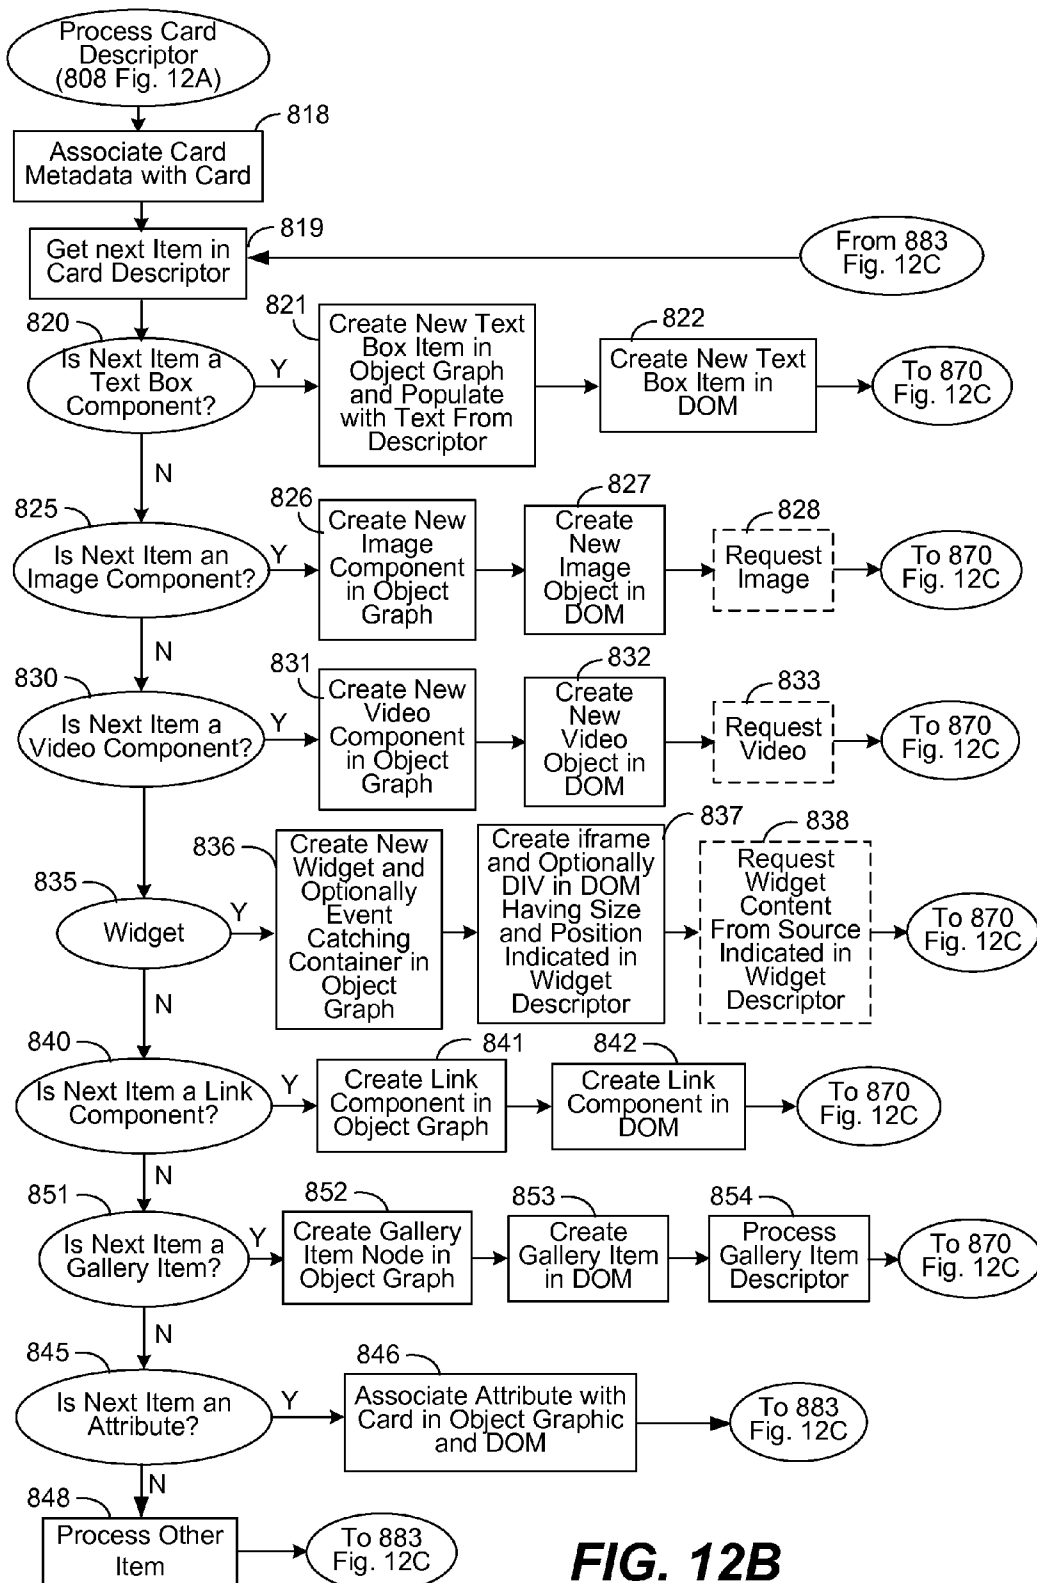 Process Card
Descriptor
(808 Fig. 12A)
818
Associate Card
Metadata with Card
819
Get next Item in
Card Descriptor
From 883
Fig. 12C
820
Is Next Item a
Text Box
Component?
Y
821
Create New Text
Box Item in
Object Graph
and Populate
with Text From
Descriptor
822
Create New Text
Box Item in
DOM
To 870
Fig. 12C
N
825
Is Next Item an
Image Component?
Y
826
Create New
Image
Component
in Object
Graph
827
Create
New
Image
Object in
DOM
828
Request
Image
To 870
Fig. 12C
N
830
Is Next Item a
Video Component?
Y
831
Create New
Video
Component
in Object
Graph
832
Create
New
Video
Object in
DOM
833
Request
Video
To 870
Fig. 12C
835
Widget
Y
836
Create New
Widget and
Optionally
Event
Catching
Container in
Object
Graph
837
Create iframe
and Optionally
DIV in DOM
Having Size
and Position
Indicated in
Widget
Descriptor
838
Request
Widget
Content
From Source
Indicated in
Widget
Descriptor
To 870
Fig. 12C
N
840
Is Next Item a Link
Component?
Y
841
Create Link
Component in
Object Graph
842
Create Link
Component in
DOM
To 870
Fig. 12C
N
851
Is Next Item a
Gallery Item?
Y
852
Create Gallery
Item Node in
Object Graph
853
Create
Gallery Item
in DOM
854
Process
Gallery Item
Descriptor
To 870
Fig. 12C
N
845
Is Next Item an
Attribute?
Y
846
Associate Attribute with
Card in Object Graphic
and DOM
To 883
Fig. 12C
N
848
Process Other
Item
To 883
Fig. 12C
FIG. 12B